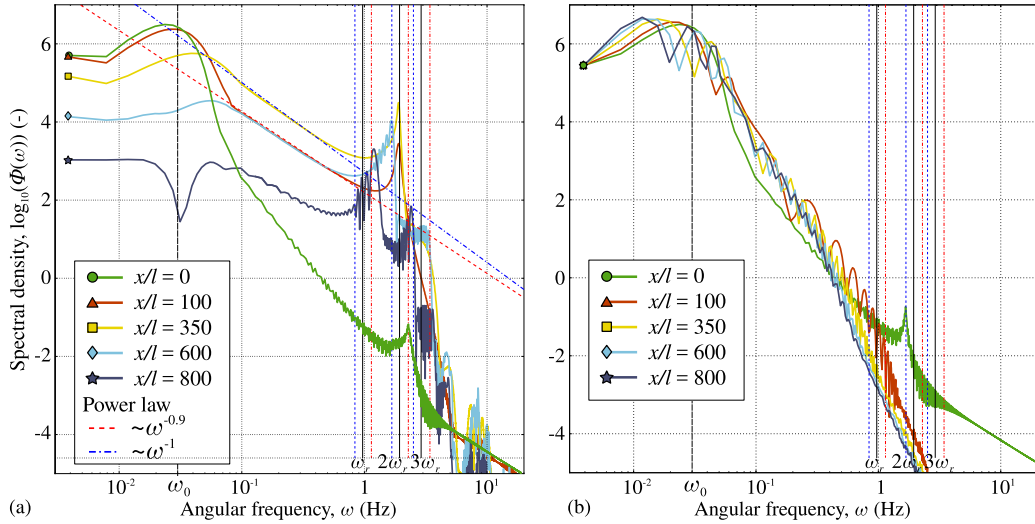 Spectral density, log₁₀(Φ(ω)) (-)
6
4
2
0
-2
-4
x/l = 0
x/l = 100
x/l = 350
x/l = 600
x/l = 800
Power law
~ω⁻⁰·⁹
~ω⁻¹
ωᵣ 2ωᵣ 3ωᵣ
10⁻² ω₀ 10⁻¹ 1 10
(a) Angular frequency, ω (Hz)
6
4
2
0
-2
-4
x/l = 0
x/l = 100
x/l = 350
x/l = 600
x/l = 800
ωᵣ 2ωᵣ 3ωᵣ
10⁻² ω₀ 10⁻¹ 1 10
(b) Angular frequency, ω (Hz)